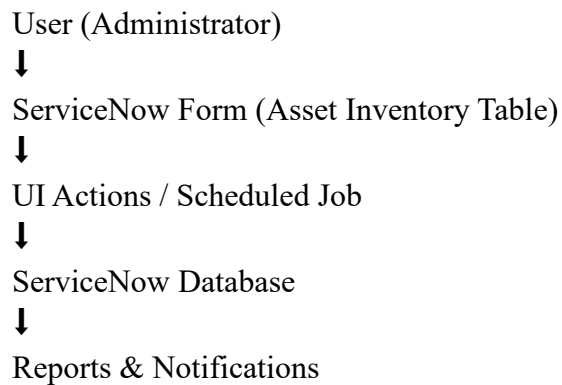 User (Administrator)
⬇
ServiceNow Form (Asset Inventory Table)
⬇
UI Actions / Scheduled Job
⬇
ServiceNow Database
⬇
Reports & Notifications